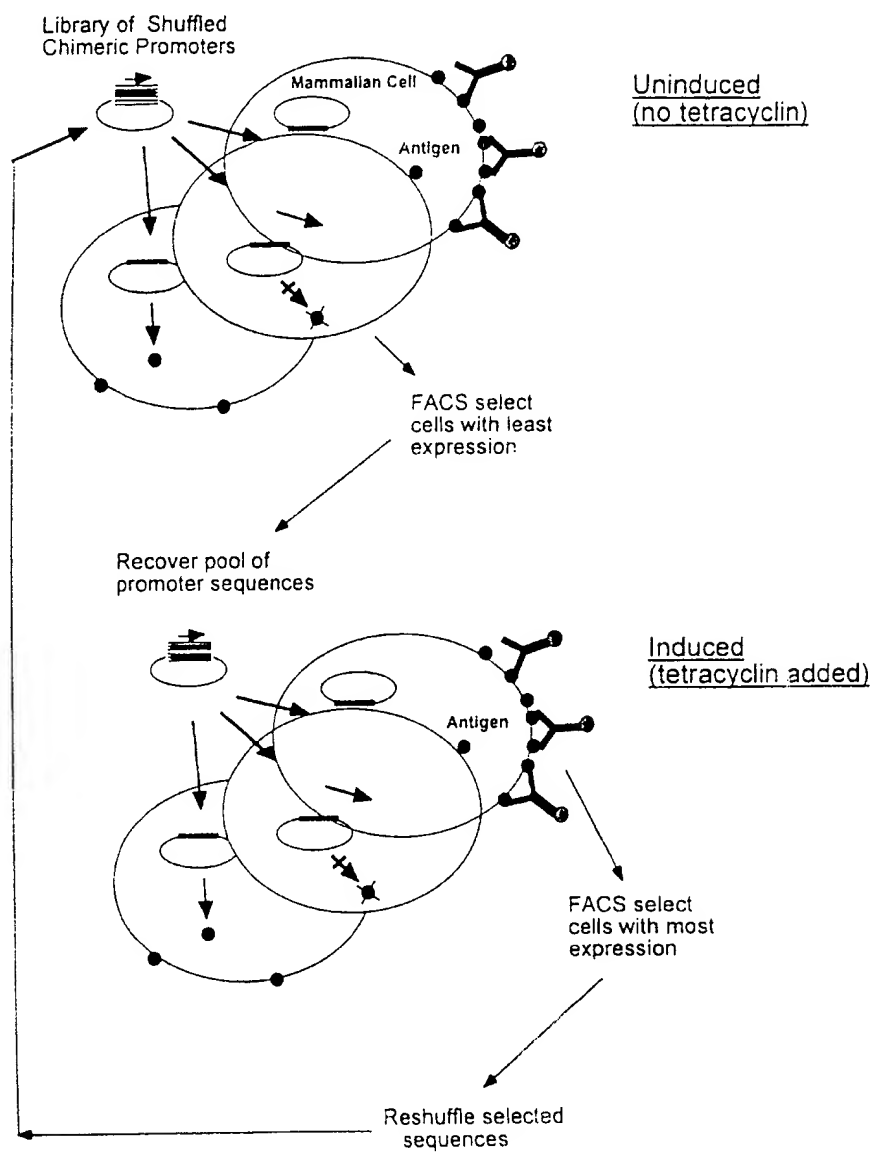 Library of Shuffled
Chimeric Promoters
Mammalian Cell
Uninduced
(no tetracyclin)
Antigen
FACS select
cells with least
expression
Recover pool of
promoter sequences
Induced
(tetracyclin added)
Antigen
FACS select
cells with most
expression
Reshuffle selected
sequences